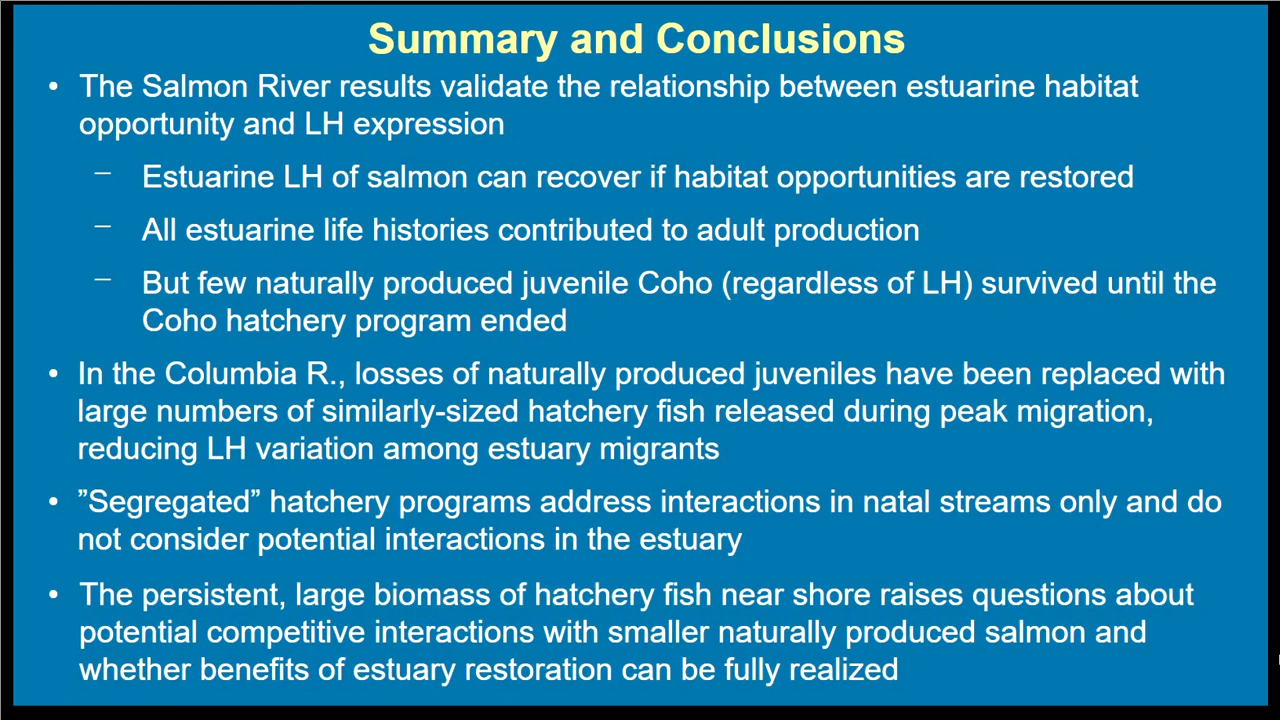 Summary and Conclusions
• The Salmon River results validate the relationship between estuarine habitat
opportunity and LH expression
– Estuarine LH of salmon can recover if habitat opportunities are restored
– All estuarine life histories contributed to adult production
– But few naturally produced juvenile Coho (regardless of LH) survived until the
Coho hatchery program ended
• In the Columbia R., losses of naturally produced juveniles have been replaced with
large numbers of similarly-sized hatchery fish released during peak migration,
reducing LH variation among estuary migrants
• ”Segregated” hatchery programs address interactions in natal streams only and do
not consider potential interactions in the estuary
• The persistent, large biomass of hatchery fish near shore raises questions about
potential competitive interactions with smaller naturally produced salmon and
whether benefits of estuary restoration can be fully realized